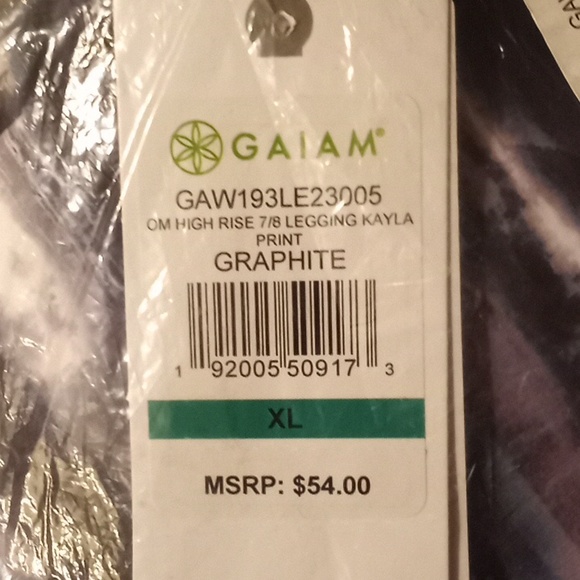 GAIAM®
GAW193LE23005
OM HIGH RISE 7/8 LEGGING KAYLA
PRINT
GRAPHITE
1 92005 50917 3
XL
MSRP: $54.00